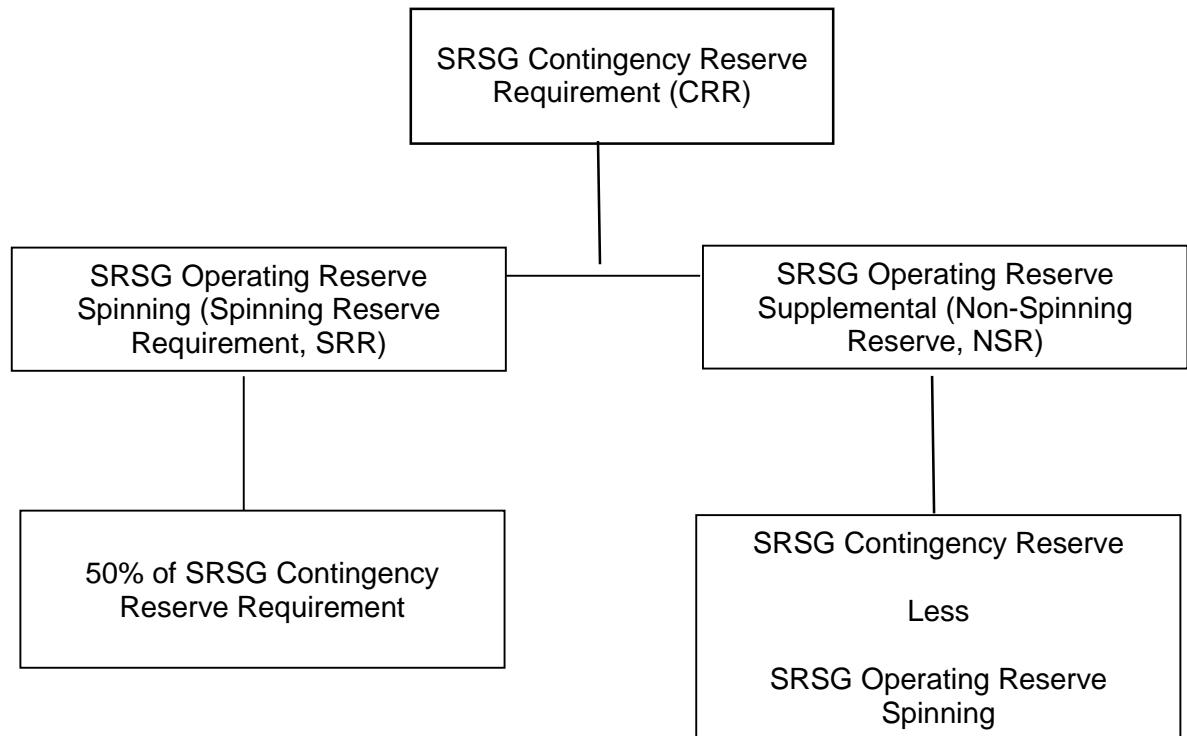 SRSG Contingency Reserve
Requirement (CRR)
SRSG Operating Reserve
Spinning (Spinning Reserve
Requirement, SRR)
SRSG Operating Reserve
Supplemental (Non-Spinning
Reserve, NSR)
50% of SRSG Contingency
Reserve Requirement
SRSG Contingency Reserve
Less
SRSG Operating Reserve
Spinning